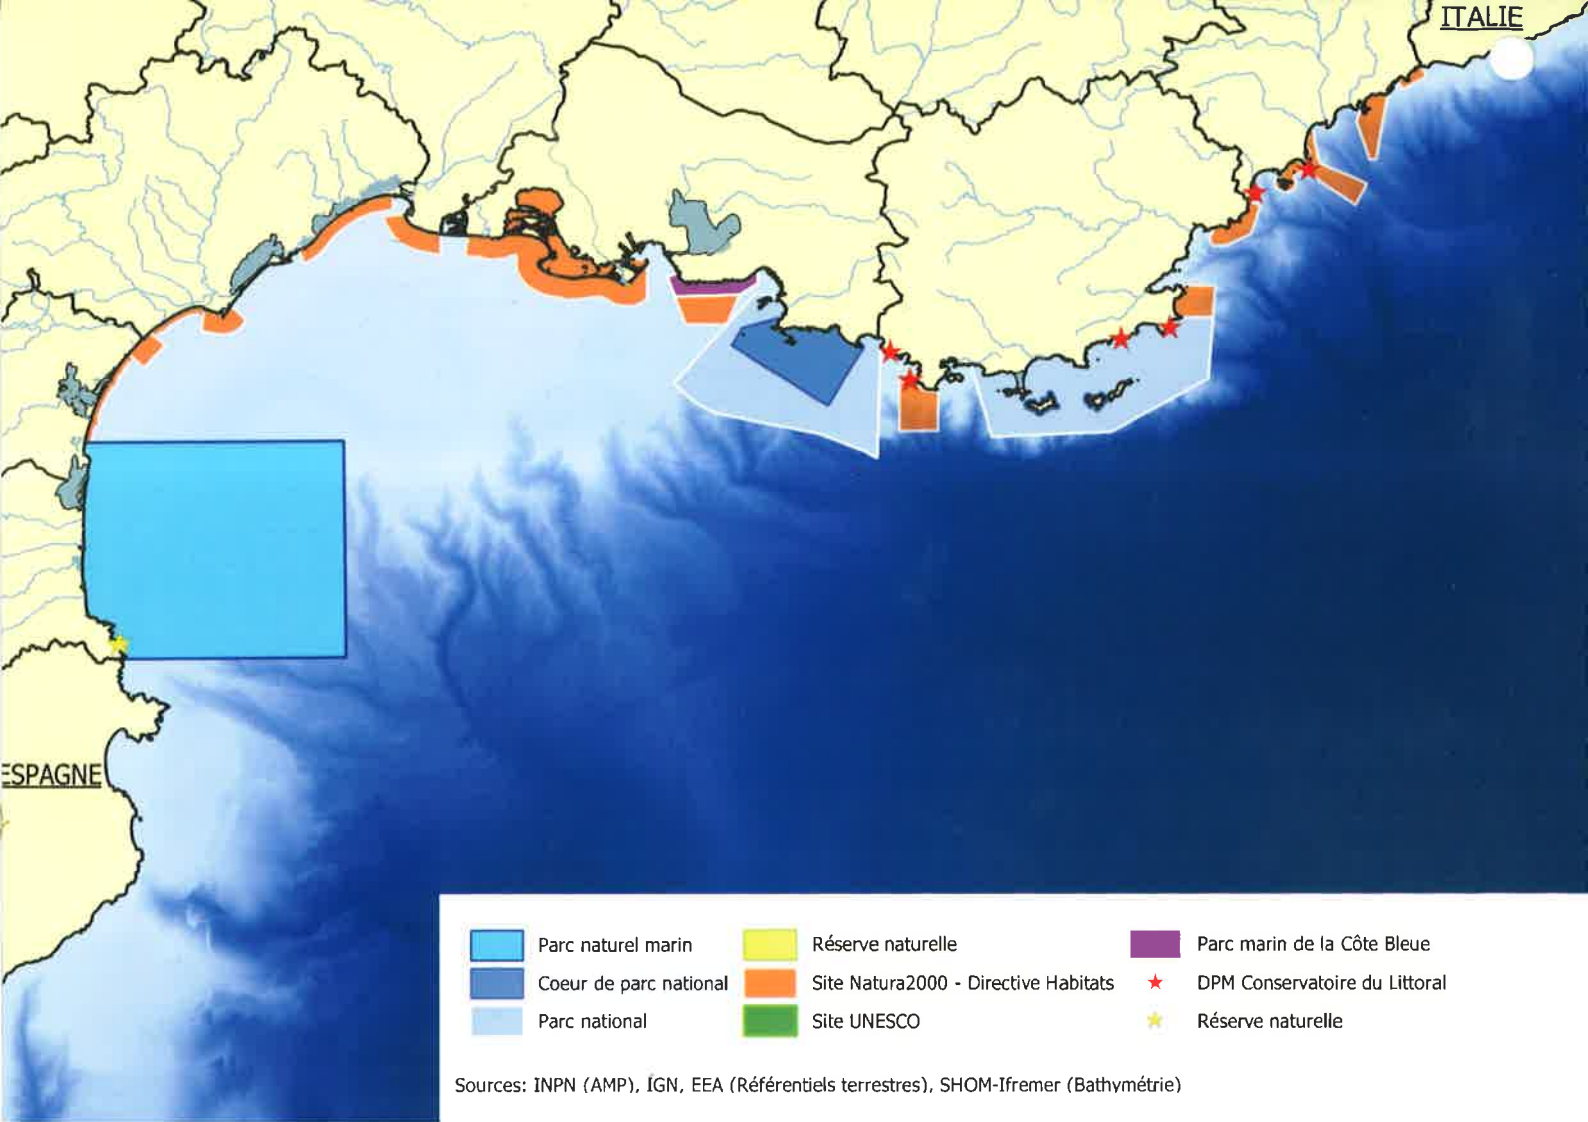 ITALIE
ESPAGNE
Parc naturel marin
Coeur de parc national
Parc national
Réserve naturelle
Site Natura2000 - Directive Habitats
Site UNESCO
Parc marin de la Côte Bleue
DPM Conservatoire du Littoral
Réserve naturelle
Sources: INPN (AMP), IGN, EEA (Référentiels terrestres), SHOM-Ifremer (Bathymétrie)